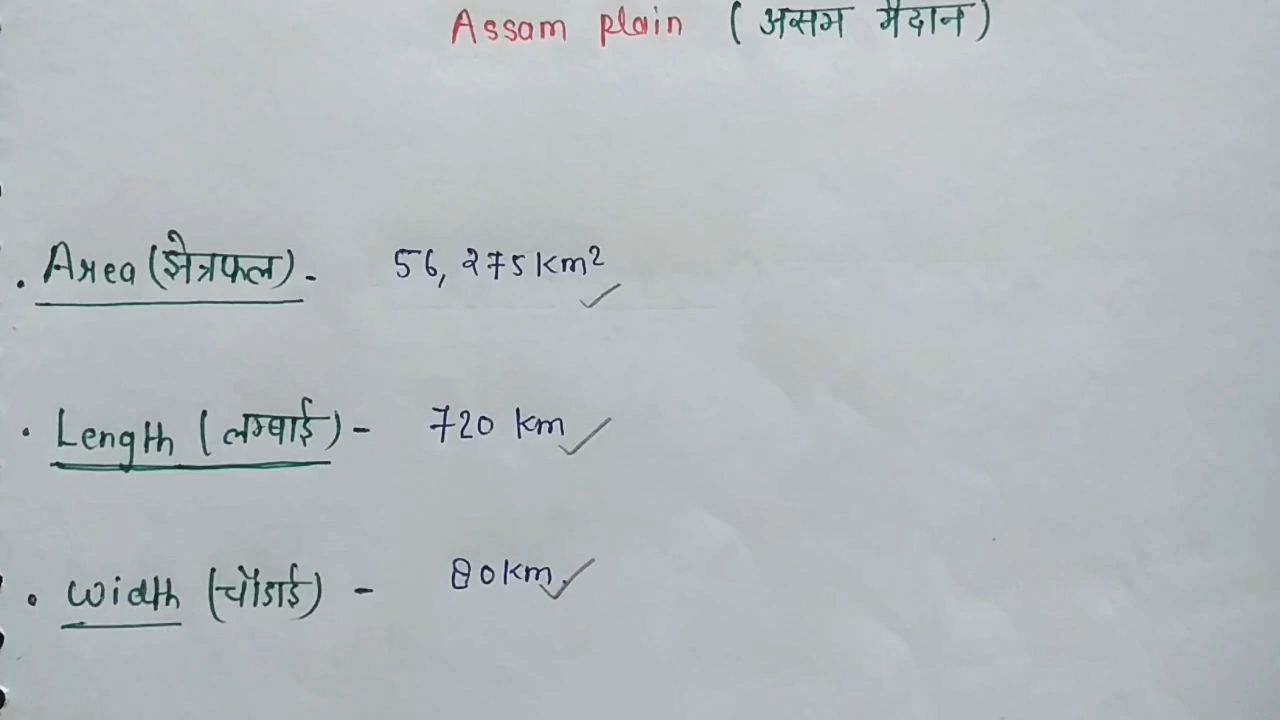 Assam plain (असम मैदान)
. Area (क्षेत्रफल) - 56,275 km²
. Length (लम्बाई) - 720 km
. width (चौडाई) - 80 km